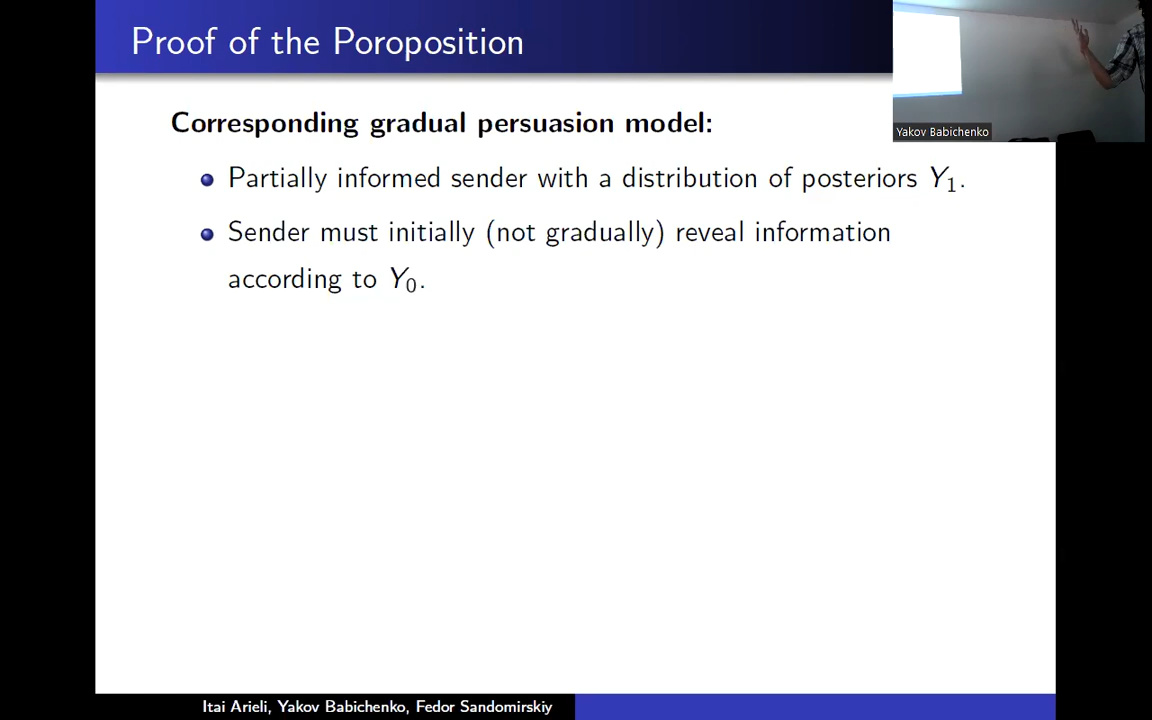 Proof of the Poroposition
Yakov Babichenko
Corresponding gradual persuasion model:
Partially informed sender with a distribution of posteriors Y₁.
Sender must initially (not gradually) reveal information
according to Y₀.
Itai Arieli, Yakov Babichenko, Fedor Sandomirskiy